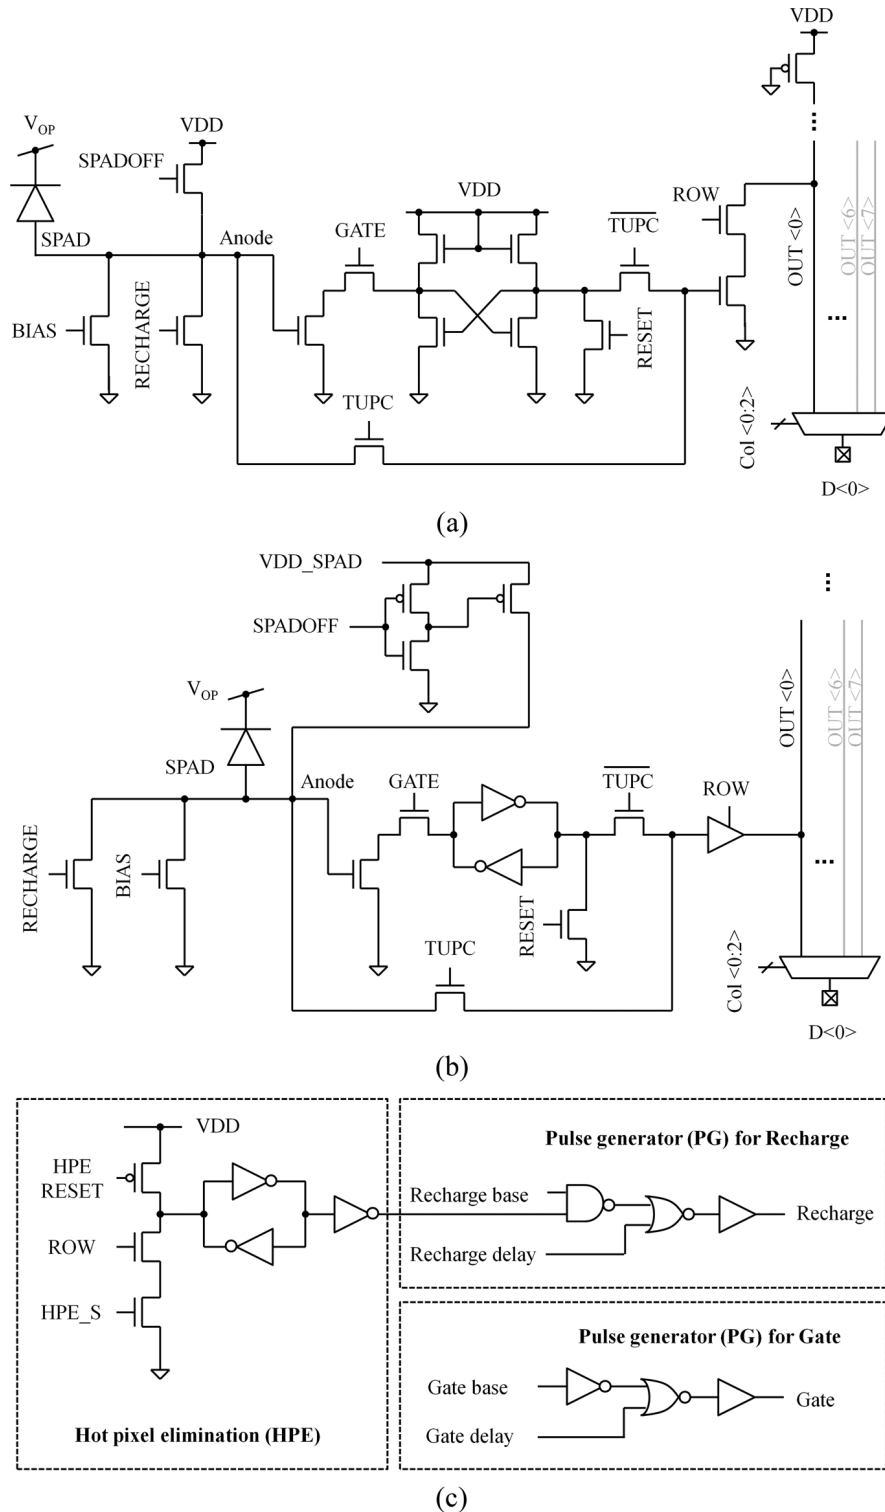 VDD
V_OP
VDD
SPADOFF
VDD
ROW
SPAD
Anode
GATE
TUPC
OUT <0>
OUT <6>
OUT <7>
BIAS
RECHARGE
RESET
...
TUPC
Col <0:2>
D<0>
(a)
VDD_SPAD
SPADOFF
...
V_OP
OUT <0>
OUT <6>
OUT <7>
SPAD
Anode
GATE
TUPC
ROW
RECHARGE
BIAS
RESET
...
TUPC
Col <0:2>
D<0>
(b)
VDD
HPE
RESET
ROW
HPE_S
Hot pixel elimination (HPE)
Pulse generator (PG) for Recharge
Recharge base
Recharge
Recharge delay
Pulse generator (PG) for Gate
Gate base
Gate
Gate delay
(c)